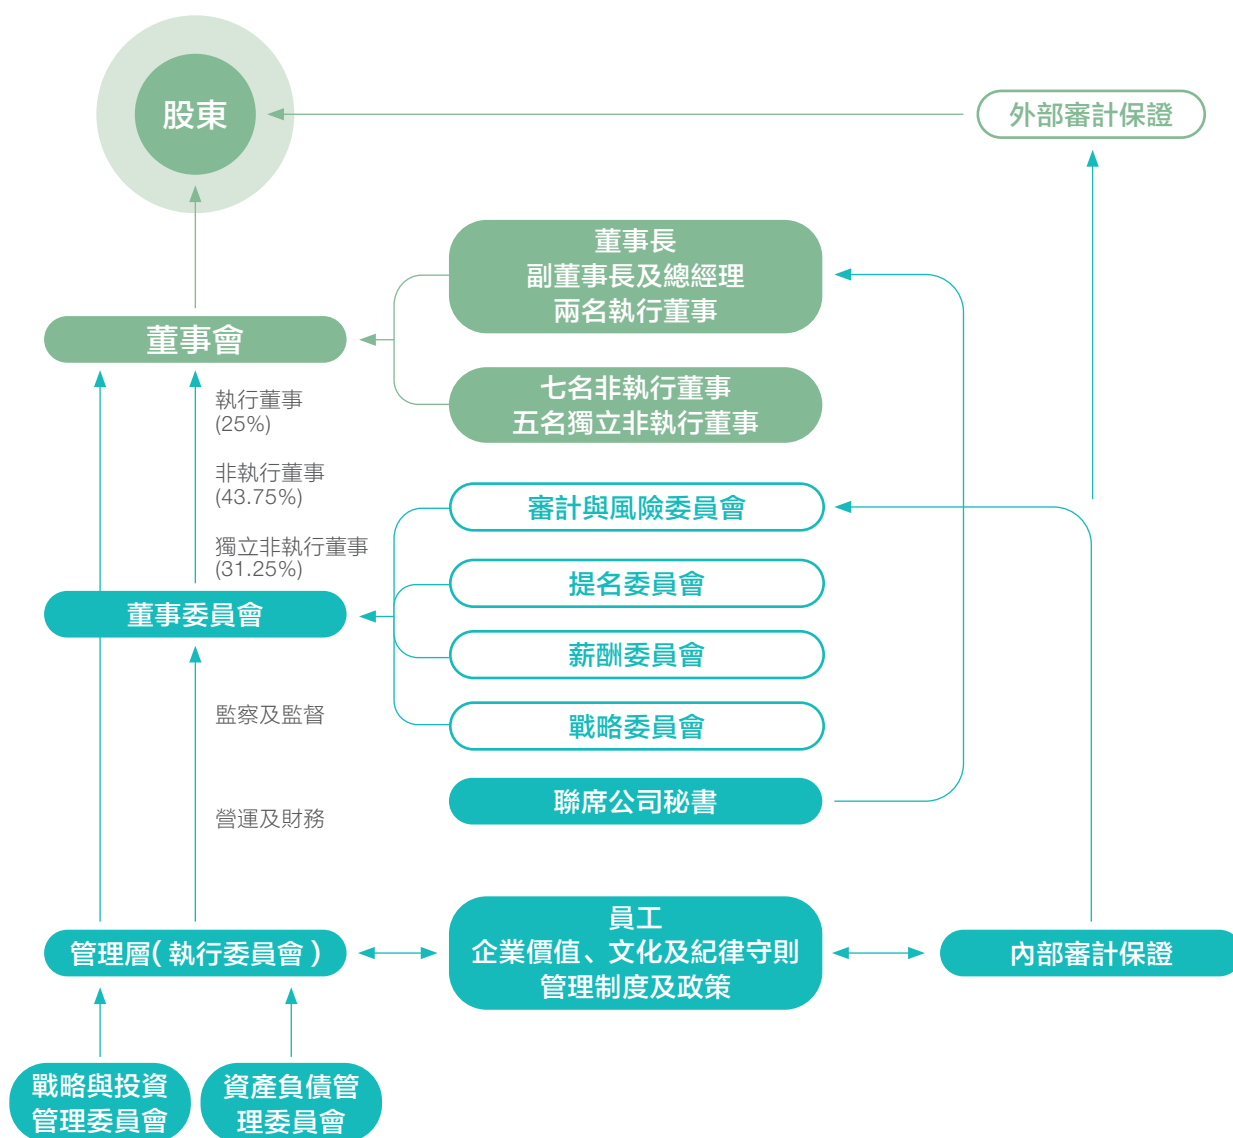 股東
外部審計保證
董事長
副董事長及總經理
兩名執行董事
董事會
七名非執行董事
五名獨立非執行董事
執行董事
(25%)
非執行董事
(43.75%)
獨立非執行董事
(31.25%)
審計與風險委員會
提名委員會
董事委員會
薪酬委員會
戰略委員會
監察及監督
聯席公司秘書
營運及財務
員工
企業價值、文化及紀律守則
管理制度及政策
管理層(執行委員會)
內部審計保證
戰略與投資
管理委員會
資產負債管
理委員會